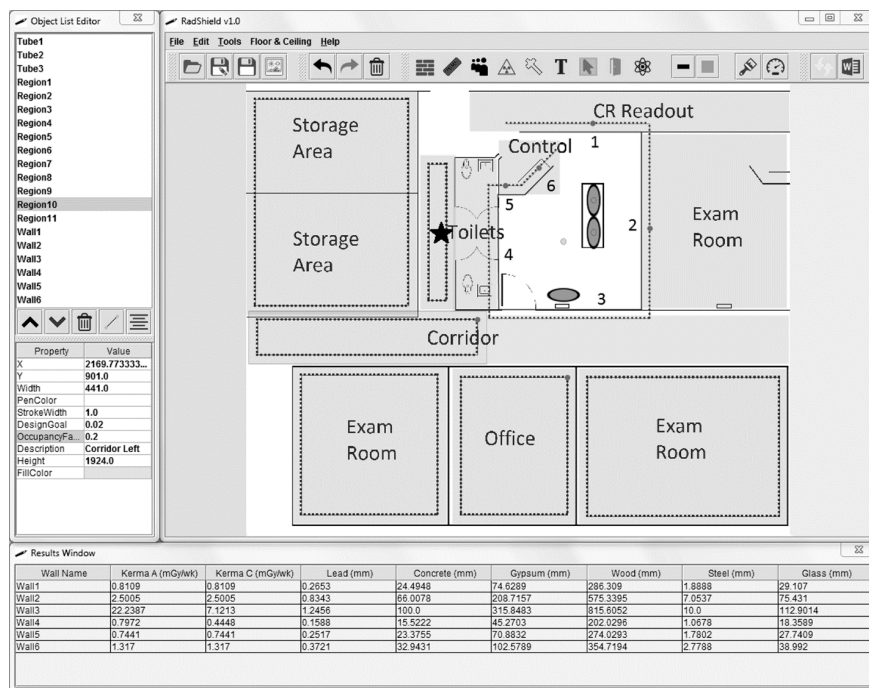 Object List Editor
Tube1
Tube2
Tube3
Region1
Region2
Region3
Region4
Region5
Region6
Region7
Region8
Region9
Region10
Region11
Wall1
Wall2
Wall3
Wall4
Wall5
Wall6
Property Value
X 2169.773333...
Y 901.0
Width 441.0
PenColor
StrokeWidth 1.0
DesignGoal 0.02
OccupancyFa... 0.2
Description Corridor Left
Height 1924.0
FillColor
RadShield v1.0
File Edit Tools Floor & Ceiling Help
T W
CR Readout
Storage
Area
Control
1
6
5
Exam
Room
2
Storage
Area
Toilets
4
3
Corridor
Exam
Room
Office
Exam
Room
Results Window
Wall Name Kerma A (mGy/wk) Kerma C (mGy/wk) Lead (mm) Concrete (mm) Gypsum (mm) Wood (mm) Steel (mm) Glass (mm)
Wall1 0.8109 0.8109 0.2653 24.4948 74.6289 286.309 1.8888 29.107
Wall2 2.5005 2.5005 0.8343 66.0078 208.7157 575.3395 7.0537 75.431
Wall3 22.2387 7.1213 1.2456 100.0 315.8483 815.6052 10.0 112.9014
Wall4 0.7972 0.4448 0.1588 15.5222 45.2703 202.0296 1.0678 18.3589
Wall5 0.7441 0.7441 0.2517 23.3755 70.8832 274.0293 1.7802 27.7409
Wall6 1.317 1.317 0.3721 32.9431 102.5789 354.7194 2.7788 38.992